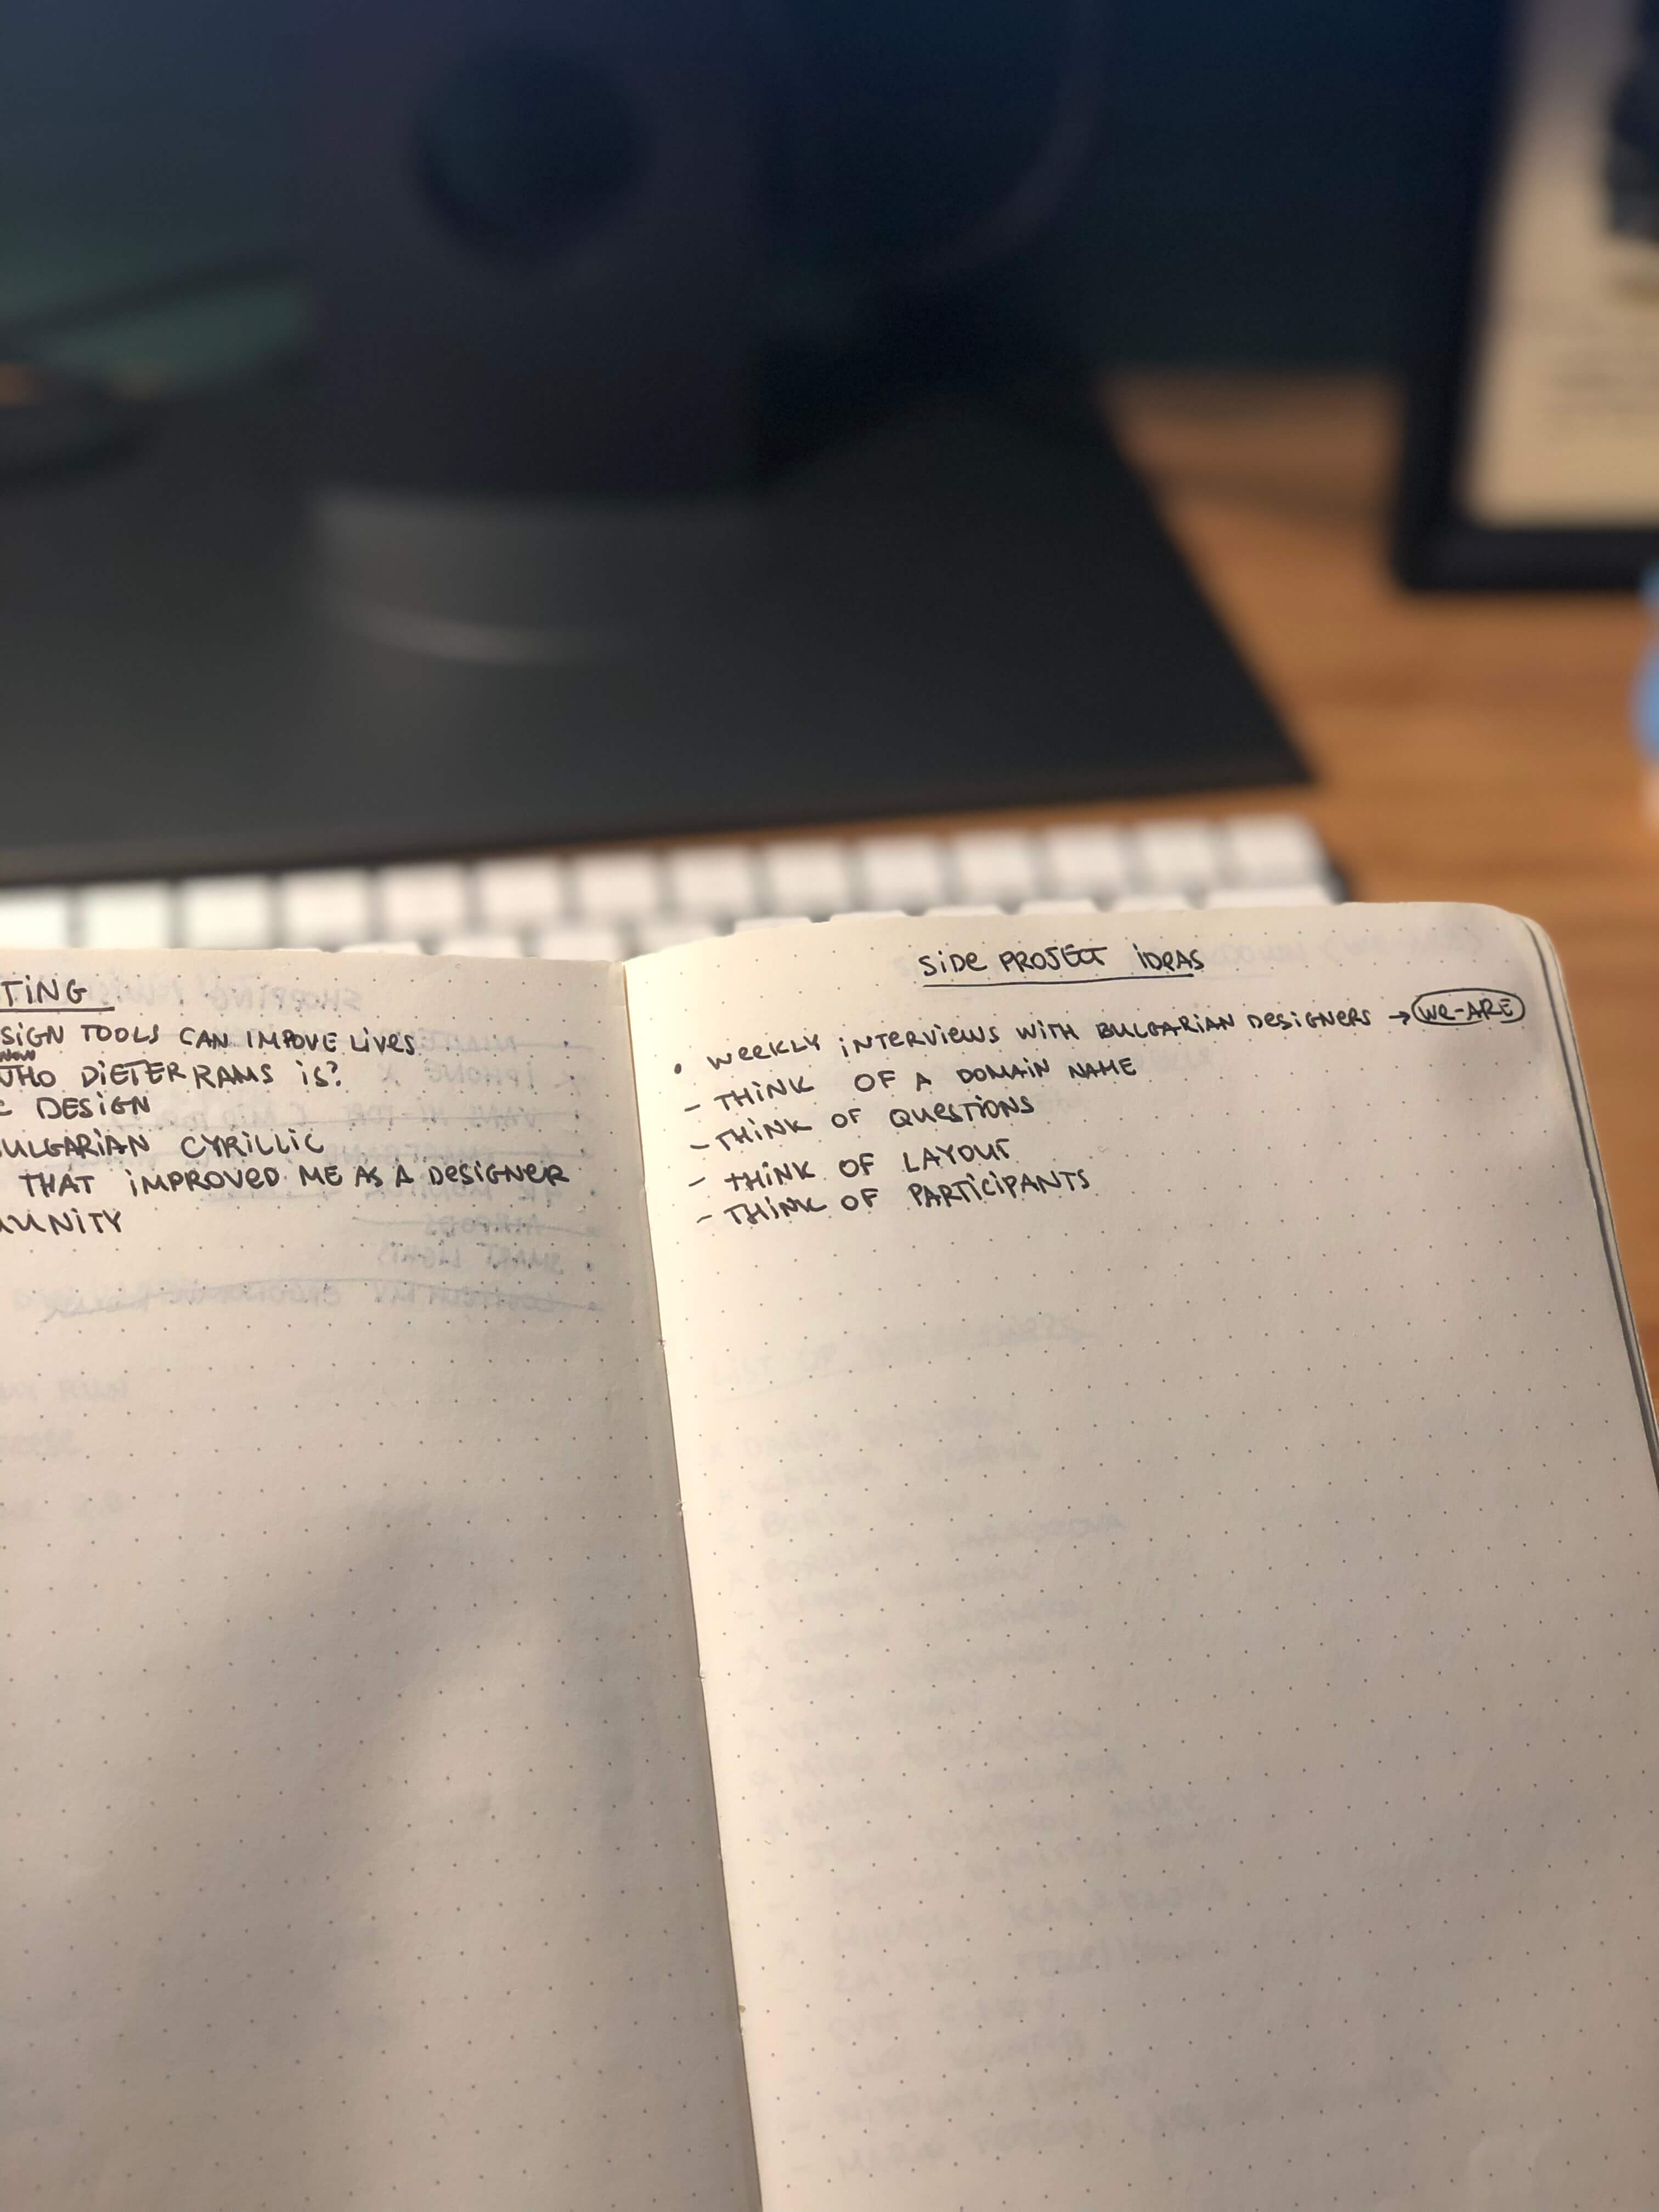 TING
SIGN TOOLS CAN IMPOVE LIVES
WHO DIETER RAMS IS?
C DESIGN
BULGARIAN CYRILLIC
THAT IMPROVED ME AS A DESIGNER
MUNITY
SIDE PROJECT IDEAS
• WEEKLY INTERVIEWS WITH BULGARIAN DESIGNERS → WE-ARE
- THINK OF A DOMAIN NAME
- THINK OF QUESTIONS
- THINK OF LAYOUT
- THINK OF PARTICIPANTS